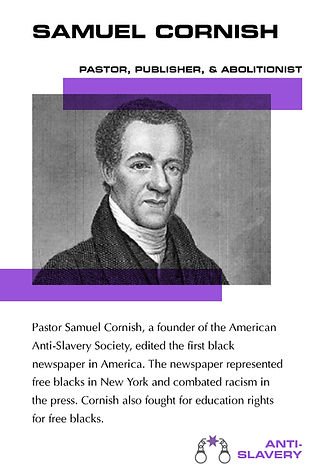 SAMUEL CORNISH
PASTOR, PUBLISHER, & ABOLITIONIST
Pastor Samuel Cornish, a founder of the American
Anti-Slavery Society, edited the first black
newspaper in America. The newspaper represented
free blacks in New York and combated racism in
the press. Cornish also fought for education rights
for free blacks.
ANTI-
SLAVERY